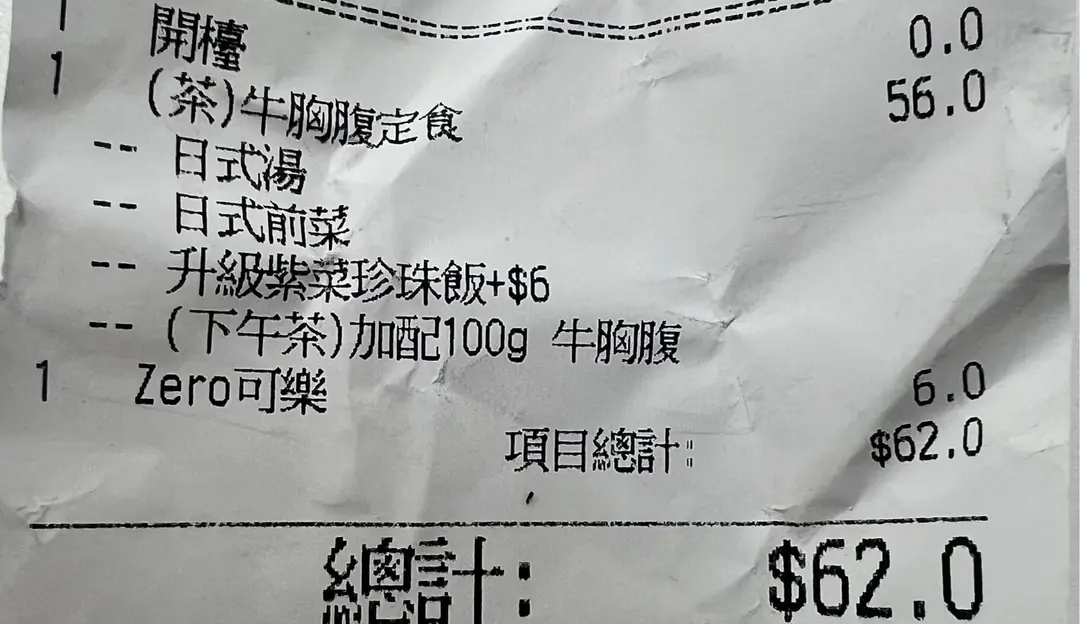 1 開檯 0.0
1 (茶)牛胸腹定食 56.0
-- 日式湯
-- 日式前菜
-- 升級紫菜珍珠飯+$6
-- (下午茶)加配100g 牛胸腹
1 Zero可樂 6.0
項目總計: $62.0
總計: $62.0